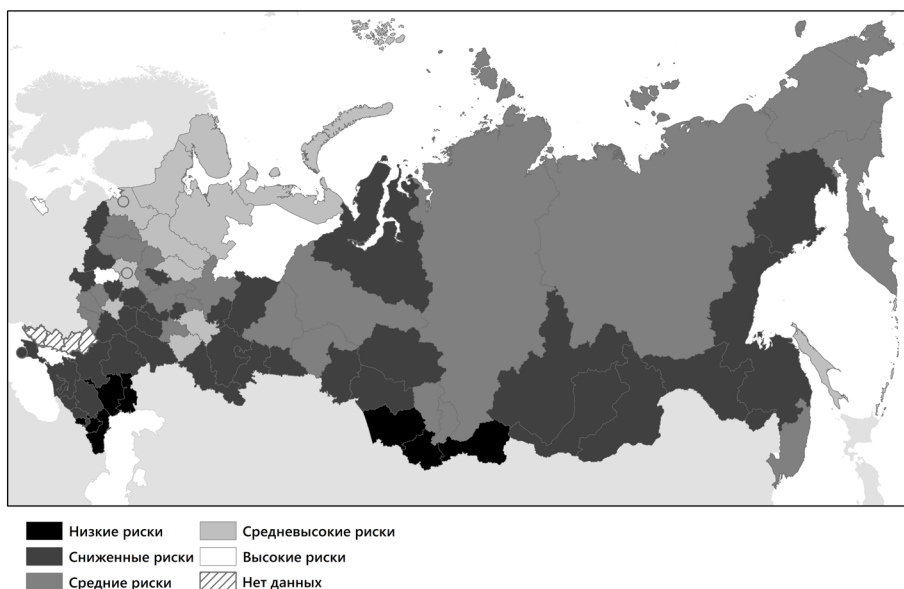 Низкие риски
Сниженные риски
Средние риски
Средневысокие риски
Высокие риски
Нет данных